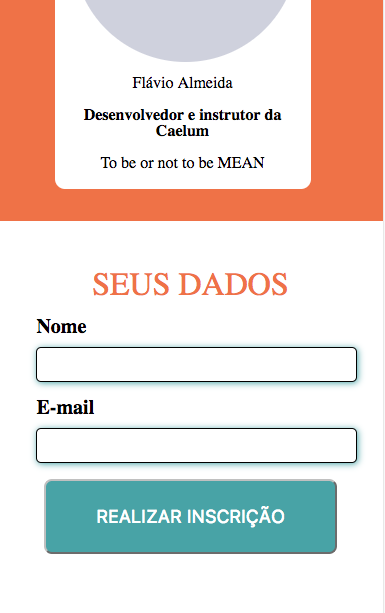 Flávio Almeida
Desenvolvedor e instrutor da
Caelum
To be or not to be MEAN
SEUS DADOS
Nome
E-mail
REALIZAR INSCRIÇÃO